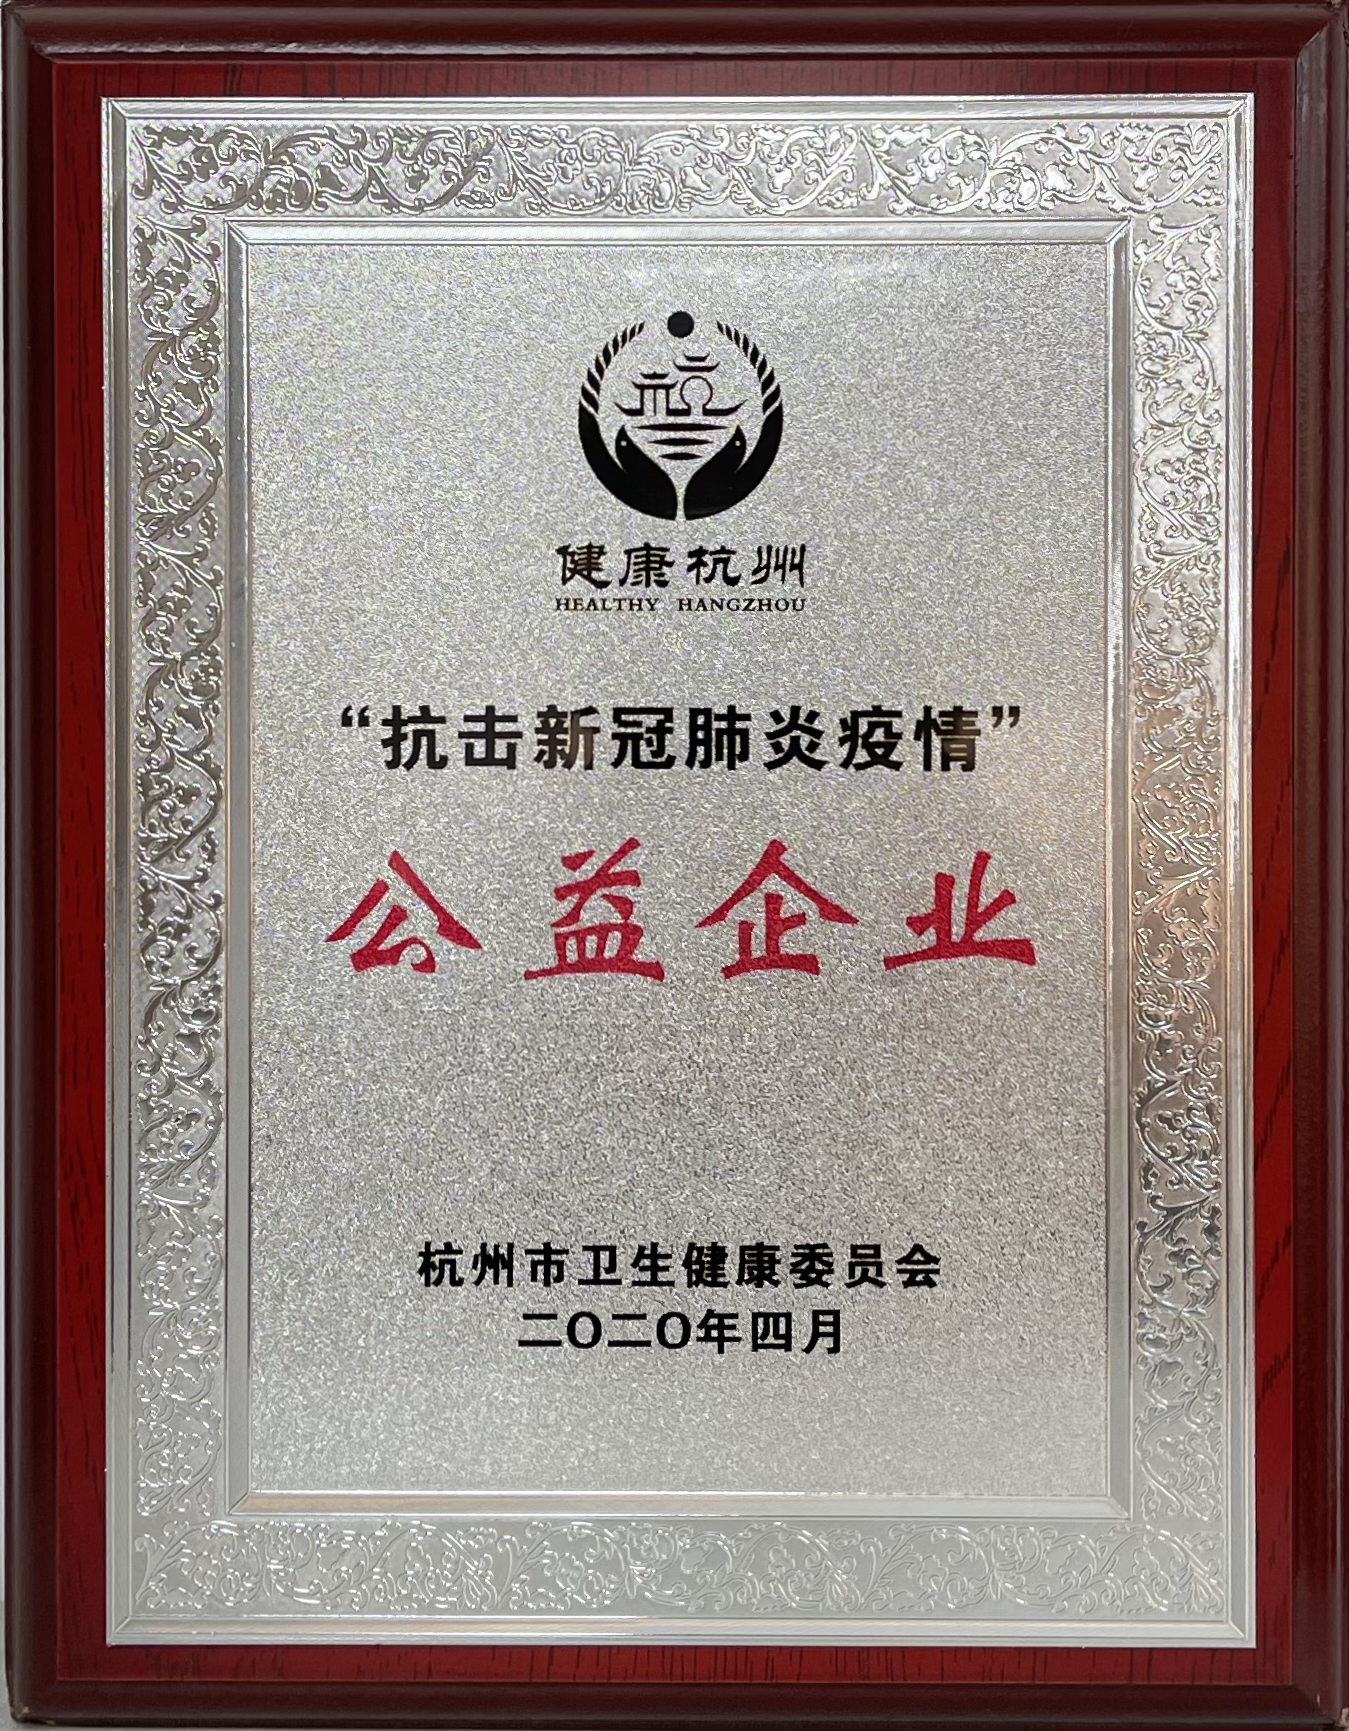 健康杭州
HEALTHY HANGZHOU
“抗击新冠肺炎疫情”
公益企业
杭州市卫生健康委员会
二〇二〇年四月